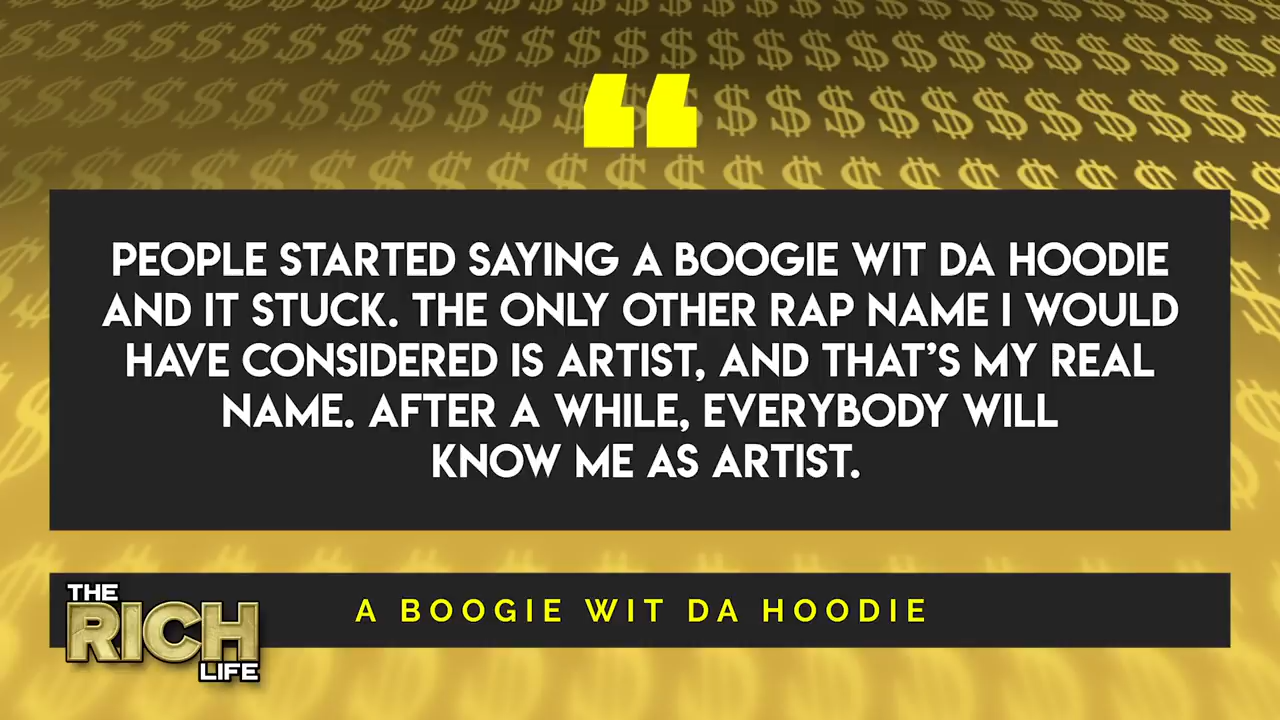 “
PEOPLE STARTED SAYING A BOOGIE WIT DA HOODIE
AND IT STUCK. THE ONLY OTHER RAP NAME I WOULD
HAVE CONSIDERED IS ARTIST, AND THAT’S MY REAL
NAME. AFTER A WHILE, EVERYBODY WILL
KNOW ME AS ARTIST.
A BOOGIE WIT DA HOODIE
THE
RICH
LIFE